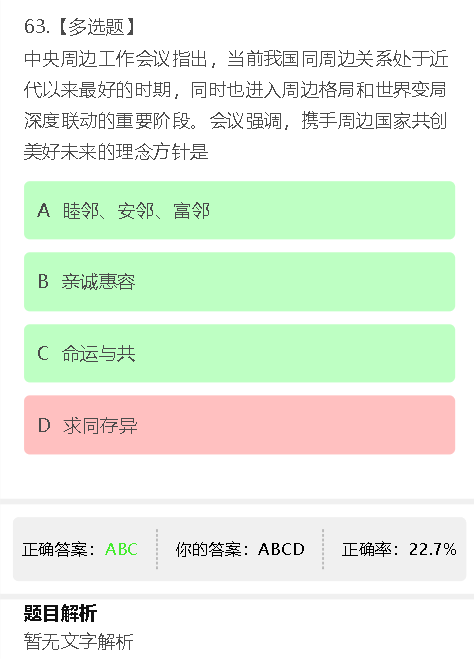 63.【多选题】
中央周边工作会议指出，当前我国同周边关系处于近
代以来最好的时期，同时也进入周边格局和世界变局
深度联动的重要阶段。会议强调，携手周边国家共创
美好未来的理念方针是
A 睦邻、安邻、富邻
B 亲诚惠容
C 命运与共
D 求同存异
正确答案：ABC 你的答案：ABCD 正确率：22.7%
题目解析
暂无文字解析